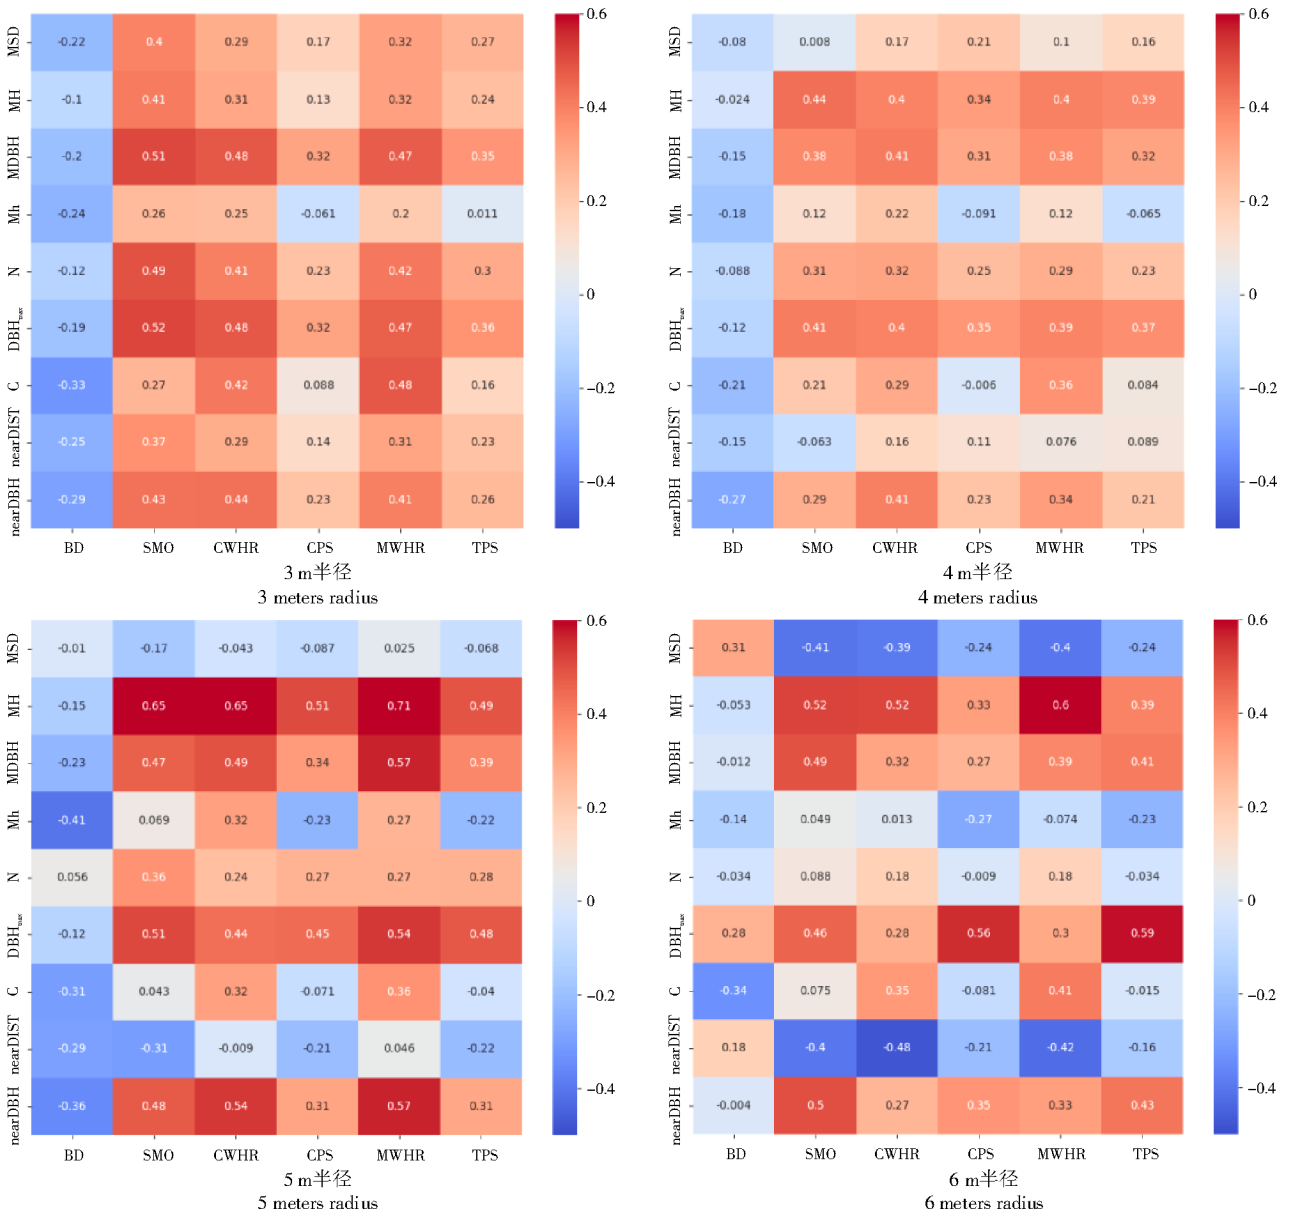 MSD -0.22 0.4 0.29 0.17 0.32 0.27
MH -0.1 0.41 0.31 0.13 0.32 0.24
MDBH -0.2 0.51 0.48 0.32 0.47 0.35
Mh -0.24 0.26 0.25 -0.061 0.2 0.011
N -0.12 0.49 0.41 0.23 0.42 0.3
DBHmax -0.19 0.52 0.48 0.32 0.47 0.36
C -0.33 0.27 0.42 0.088 0.48 0.16
nearDIST -0.25 0.37 0.29 0.14 0.31 0.23
nearDBH -0.29 0.43 0.44 0.23 0.41 0.26
BD SMO CWHR CPS MWHR TPS
0.6
0.4
0.2
0
−0.2
−0.4
3 m半径
3 meters radius
MSD -0.08 0.008 0.17 0.21 0.1 0.16
MH -0.024 0.44 0.4 0.34 0.4 0.39
MDBH -0.15 0.38 0.41 0.31 0.38 0.32
Mh -0.18 0.12 0.22 -0.091 0.12 -0.065
N -0.088 0.31 0.32 0.25 0.29 0.23
DBHmax -0.12 0.41 0.4 0.35 0.39 0.37
C -0.21 0.21 0.29 -0.006 0.36 0.084
nearDIST -0.15 -0.063 0.16 0.11 0.076 0.089
nearDBH -0.27 0.29 0.41 0.23 0.34 0.21
BD SMO CWHR CPS MWHR TPS
0.6
0.4
0.2
0
−0.2
−0.4
4 m半径
4 meters radius
MSD -0.01 -0.17 -0.043 -0.087 0.025 -0.068
MH -0.15 0.65 0.65 0.51 0.71 0.49
MDBH -0.23 0.47 0.49 0.34 0.57 0.39
Mh -0.41 0.069 0.32 -0.23 0.27 -0.22
N 0.056 0.36 0.24 0.27 0.27 0.28
DBHmax -0.12 0.51 0.44 0.45 0.54 0.48
C -0.31 0.043 0.32 -0.071 0.36 -0.04
nearDIST -0.29 -0.31 -0.009 -0.21 0.046 -0.22
nearDBH -0.36 0.48 0.54 0.31 0.57 0.31
BD SMO CWHR CPS MWHR TPS
0.6
0.4
0.2
0
−0.2
−0.4
5 m半径
5 meters radius
MSD 0.31 -0.41 -0.39 -0.24 -0.4 -0.24
MH -0.053 0.52 0.52 0.33 0.6 0.39
MDBH -0.012 0.49 0.32 0.27 0.39 0.41
Mh -0.14 0.049 0.013 -0.27 -0.074 -0.23
N -0.034 0.088 0.18 -0.009 0.18 -0.034
DBHmax 0.28 0.46 0.28 0.56 0.3 0.59
C -0.34 0.075 0.35 -0.081 0.41 -0.015
nearDIST 0.18 -0.4 -0.48 -0.21 -0.42 -0.16
nearDBH -0.004 0.5 0.27 0.35 0.33 0.43
BD SMO CWHR CPS MWHR TPS
0.6
0.4
0.2
0
−0.2
−0.4
6 m半径
6 meters radius